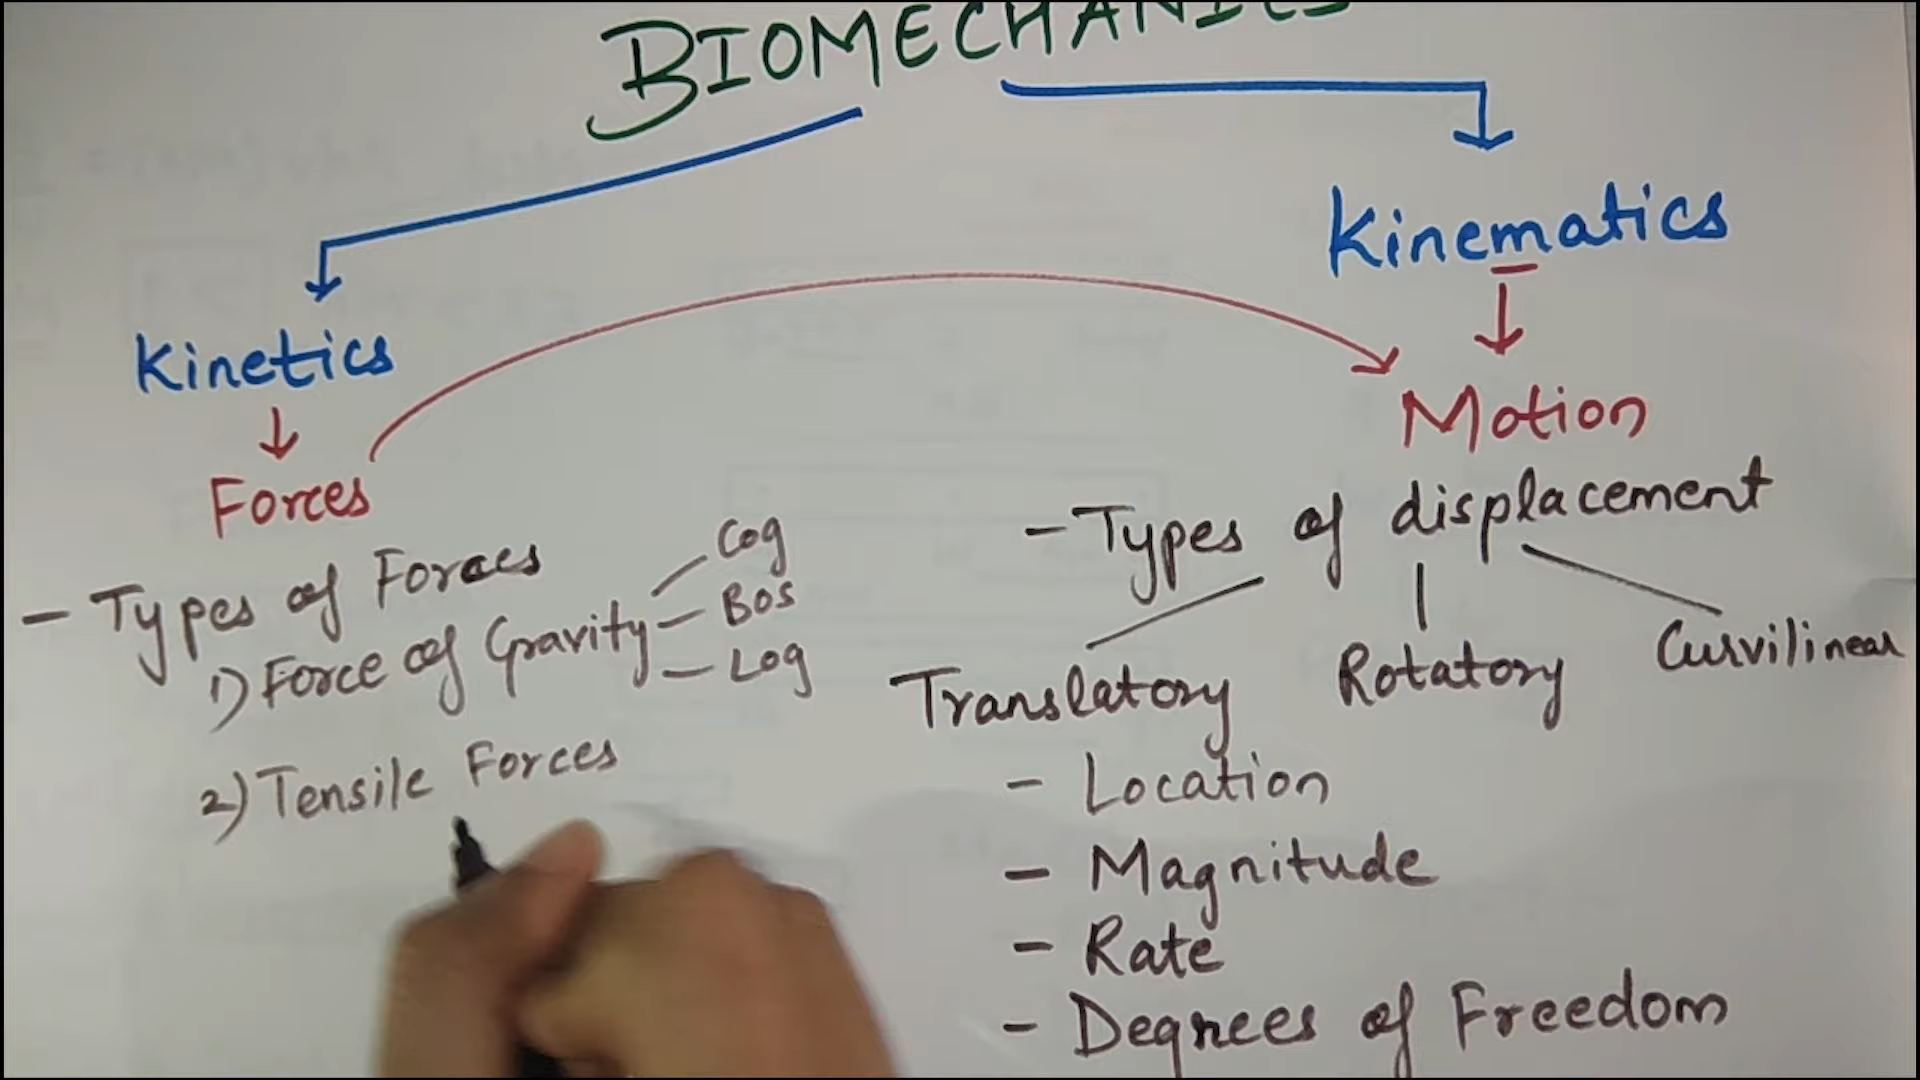 BIOMECHANICS
Kinetics
Forces
- Types of Forces
1) Force of Gravity
Cog
BOS
Log
2) Tensile Forces
Kinematics
Motion
- Types of displacement
Translatory
Rotatory
Curvilinear
- Location
- Magnitude
- Rate
- Degrees of Freedom